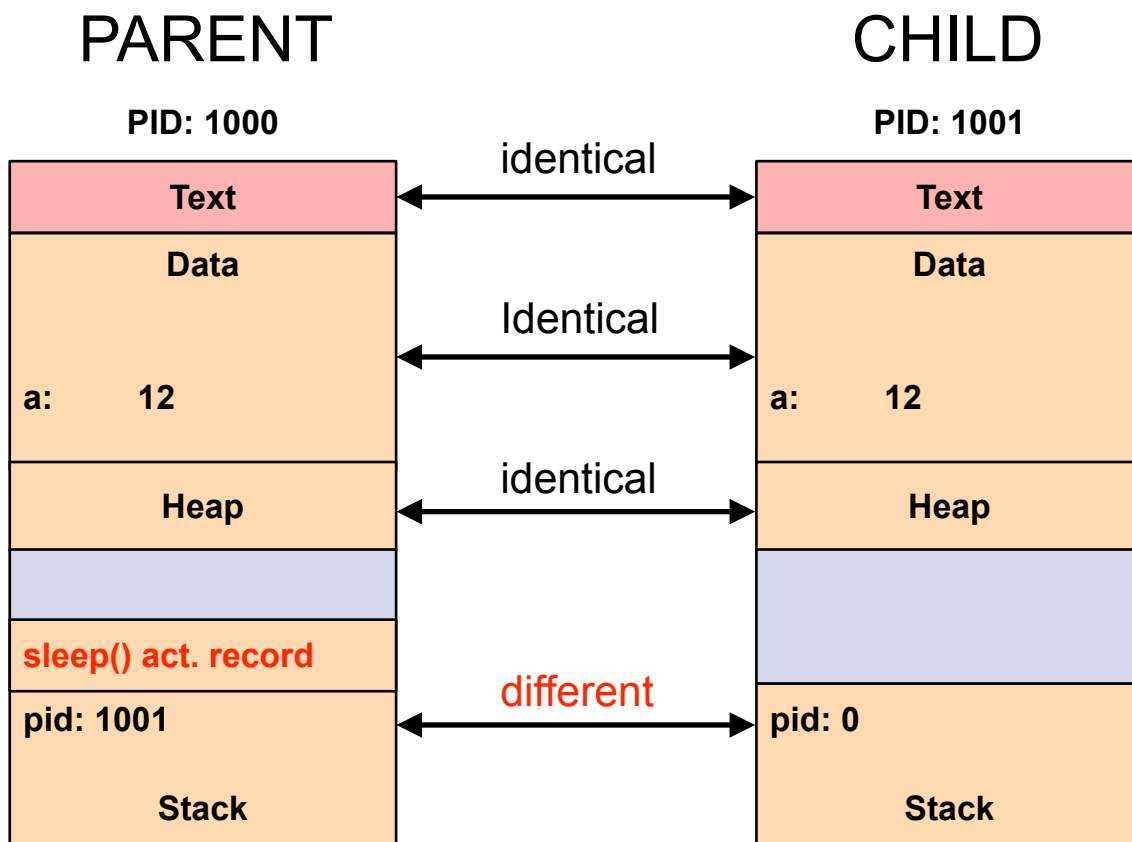 PARENT CHILD
PID: 1000 PID: 1001
identical
Text Text
Data Data
Identical
a: 12 a: 12
identical
Heap Heap
sleep() act. record
different
pid: 1001 pid: 0
Stack Stack